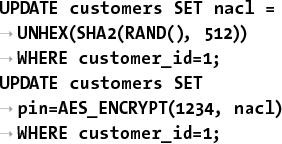 UPDATE customers SET nacl =
→ UNHEX(SHA2(RAND(), 512))
→ WHERE customer_id=1;
UPDATE customers SET
→ pin=AES_ENCRYPT(1234, nacl)
→ WHERE customer_id=1;